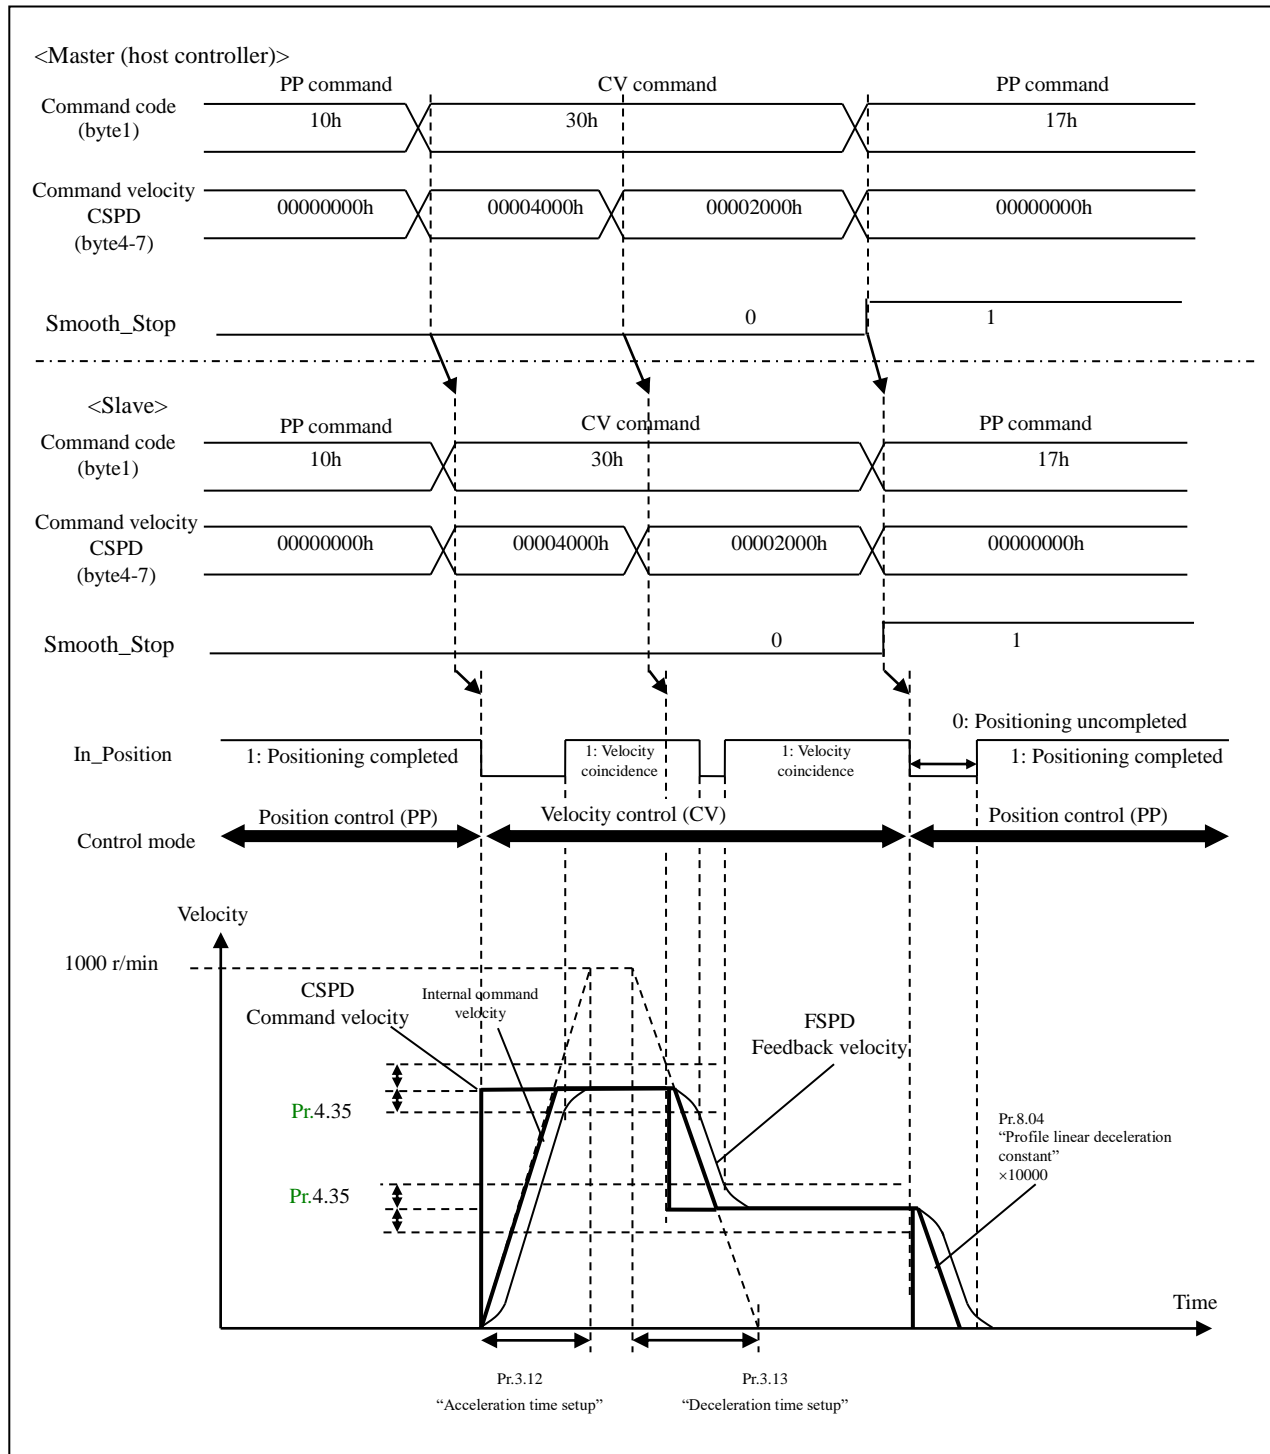 <Master (host controller)>
PP command
CV command
PP command
Command code
(byte1)
10h
30h
17h
Command velocity
CSPD
(byte4-7)
00000000h
00004000h
00002000h
00000000h
Smooth_Stop
0
1
<Slave>
PP command
CV command
PP command
Command code
(byte1)
10h
30h
17h
Command velocity
CSPD
(byte4-7)
00000000h
00004000h
00002000h
00000000h
Smooth_Stop
0
1
0: Positioning uncompleted
In_Position
1: Positioning completed
1: Velocity
coincidence
1: Velocity
coincidence
1: Positioning completed
Control mode
Position control (PP)
Velocity control (CV)
Position control (PP)
Velocity
1000 r/min
CSPD
Command velocity
Internal command
velocity
FSPD
Feedback velocity
Pr.4.35
Pr.4.35
Pr.8.04
“Profile linear deceleration
constant”
×10000
Time
Pr.3.12
“Acceleration time setup”
Pr.3.13
“Deceleration time setup”